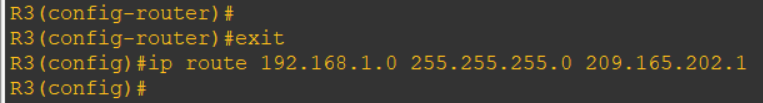 R3(config-router)#
R3(config-router)#exit
R3(config)#ip route 192.168.1.0 255.255.255.0 209.165.202.1
R3(config)#